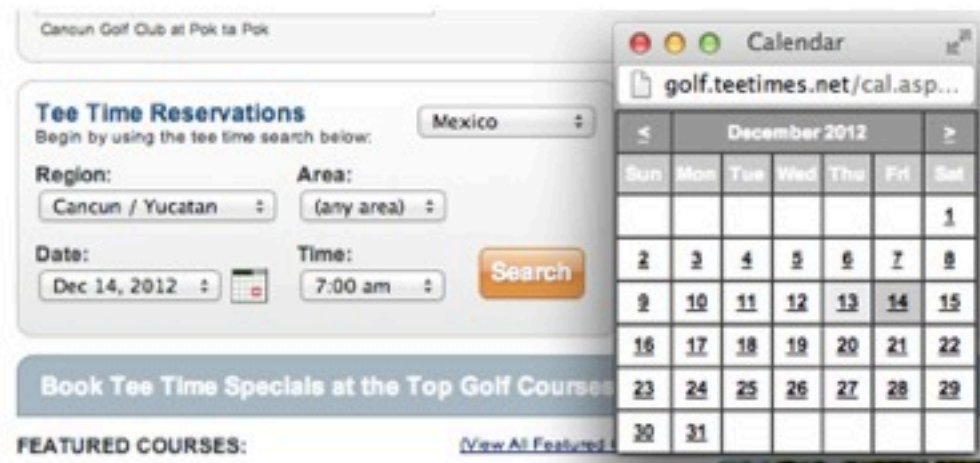 Cancun Golf Club at Pok ta Pok
Tee Time Reservations
Begin by using the tee time search below:
Mexico
Region:
Area:
Cancun / Yucatan
(any area)
Date:
Time:
Dec 14, 2012
7:00 am
Search
Book Tee Time Specials at the Top Golf Courses
FEATURED COURSES:
(View All Featured
Calendar
golf.teetimes.net/cal.asp...
< December 2012 >
Sun Mon Tue Wed Thu Fri Sat
1
2 3 4 5 6 7 8
9 10 11 12 13 14 15
16 17 18 19 20 21 22
23 24 25 26 27 28 29
30 31